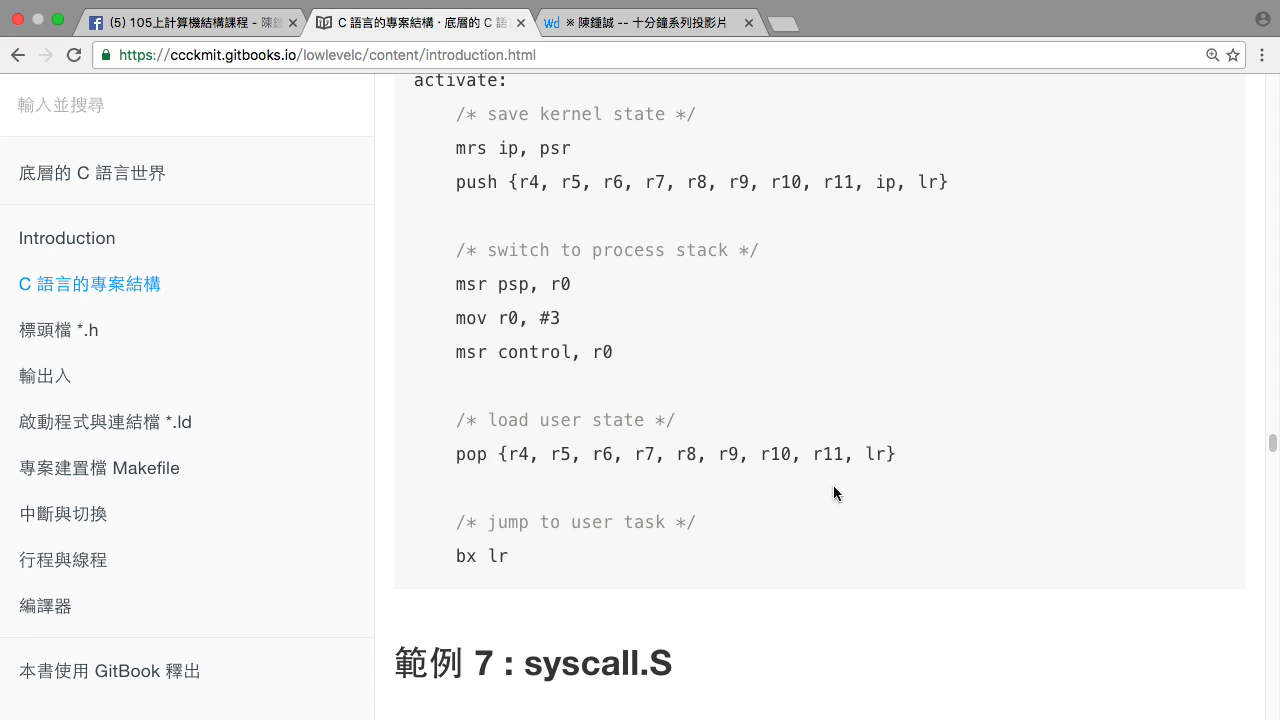 (5) 105上計算機結構課程 - 陳鍾
C 語言的專案結構 · 底層的 C 語
Wd ※ 陳鍾誠 -- 十分鐘系列投影片
https://ccckmit.gitbooks.io/lowlevelc/content/introduction.html
輸入並搜尋
底層的 C 語言世界
Introduction
C 語言的專案結構
標頭檔 *.h
輸出入
啟動程式與連結檔 *.ld
專案建置檔 Makefile
中斷與切換
行程與線程
編譯器
本書使用 GitBook 釋出
activate:
/* save kernel state */
mrs ip, psr
push {r4, r5, r6, r7, r8, r9, r10, r11, ip, lr}
/* switch to process stack */
msr psp, r0
mov r0, #3
msr control, r0
/* load user state */
pop {r4, r5, r6, r7, r8, r9, r10, r11, lr}
/* jump to user task */
bx lr
範例 7 : syscall.S